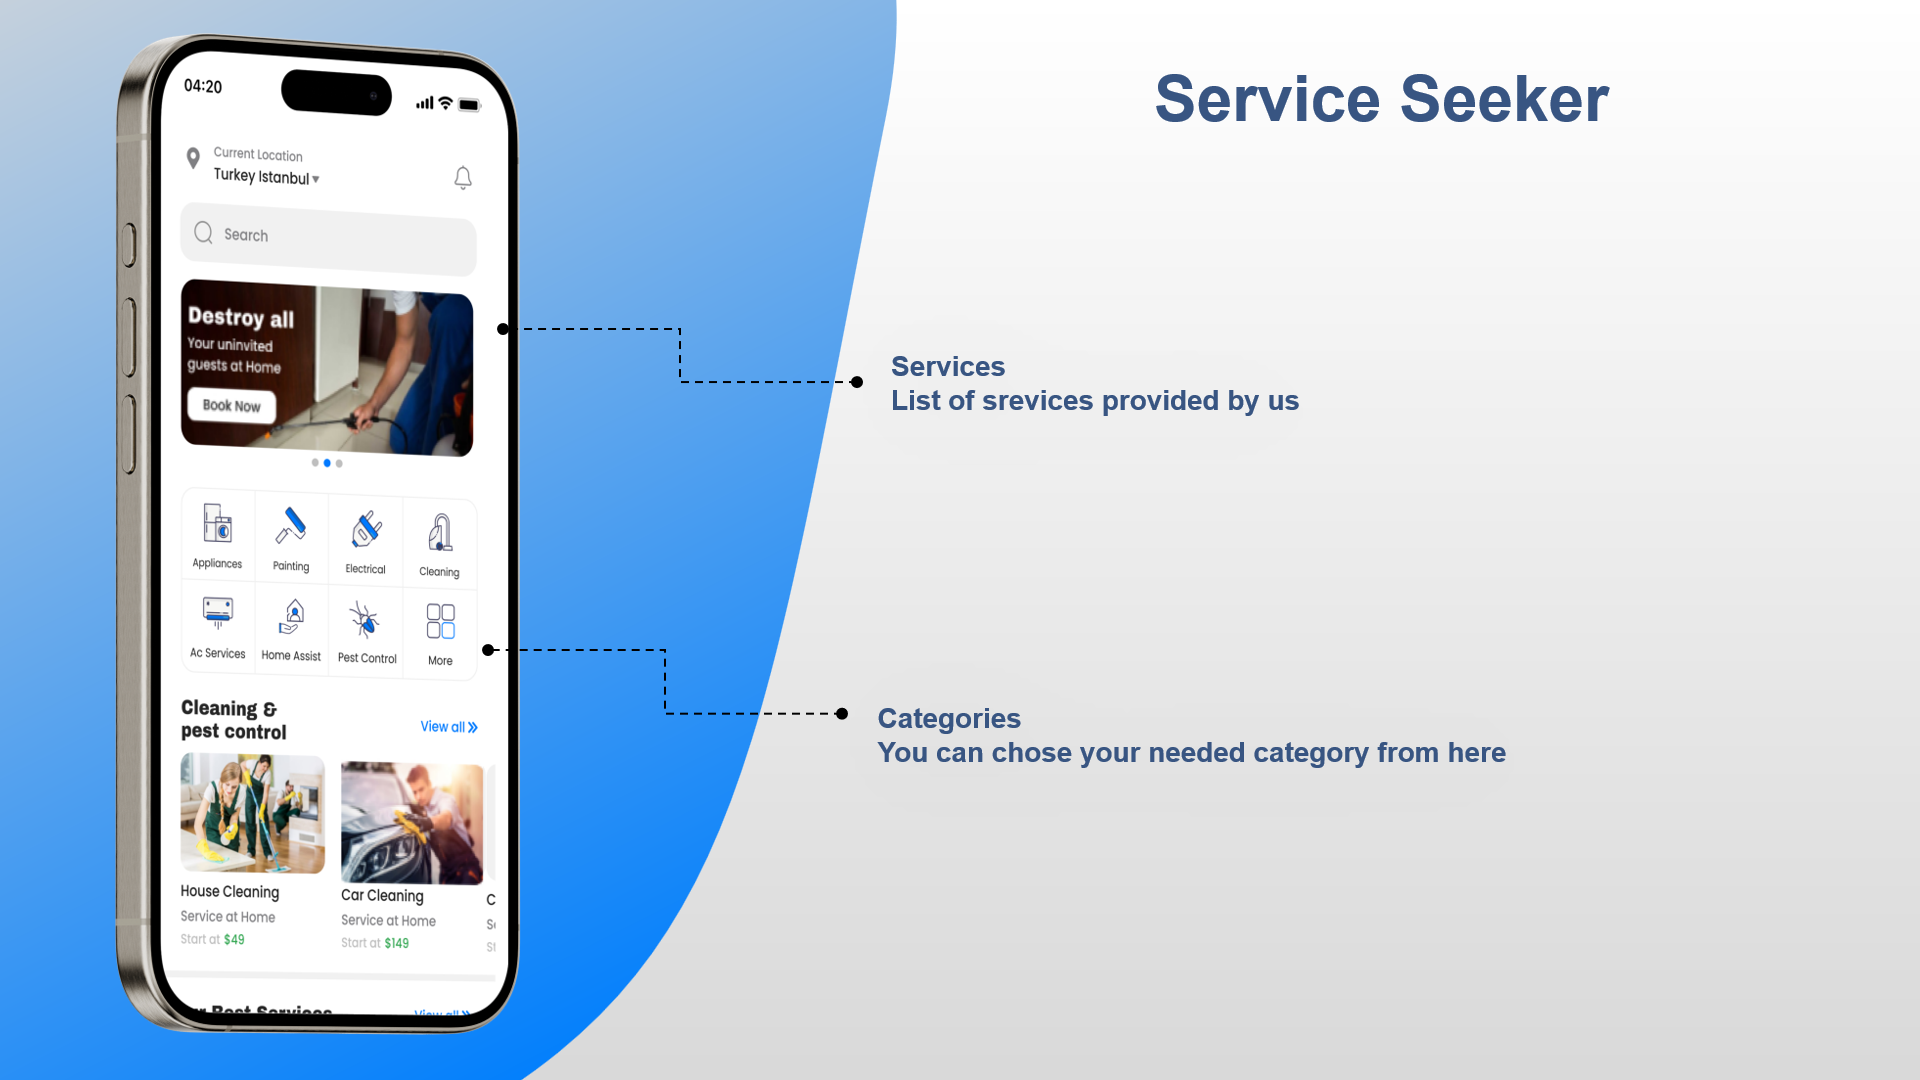 Service Seeker
04:20
Current Location
Turkey Istanbul
Search
Destroy all
Your uninvited
guests at Home
Book Now
Services
List of srevices provided by us
Appliances
Painting
Electrical
Cleaning
Ac Services
Home Assist
Pest Control
More
Categories
You can chose your needed category from here
Cleaning &
pest control
View all
House Cleaning
Service at Home
Start at $49
Car Cleaning
Service at Home
Start at $149
Best Services
View all